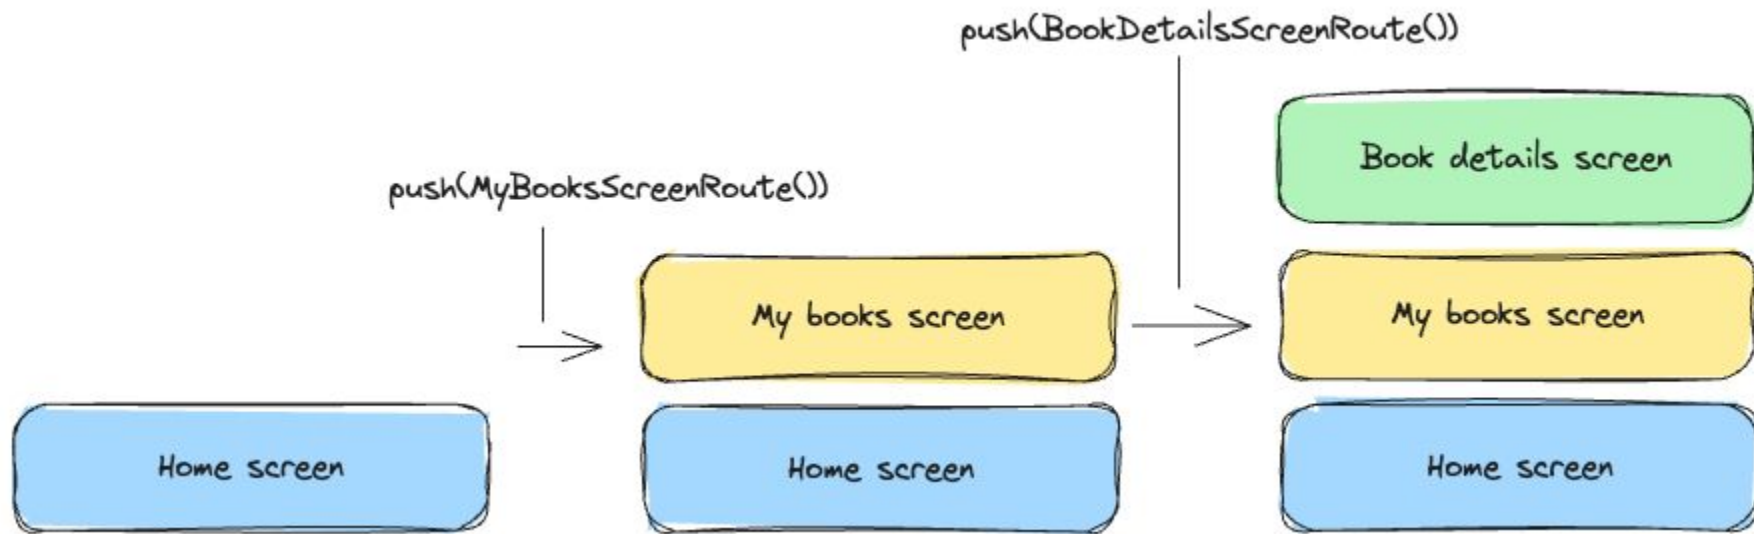 push(BookDetailsScreenRoute())
Book details screen
push(MyBooksScreenRoute())
My books screen
My books screen
Home screen
Home screen
Home screen